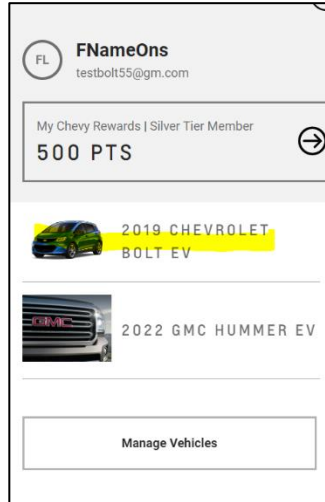 FL
FNameOns
testbolt55@gm.com
My Chevy Rewards | Silver Tier Member
500 PTS
2019 CHEVROLET
BOLT EV
GMC
2022 GMC HUMMER EV
Manage Vehicles